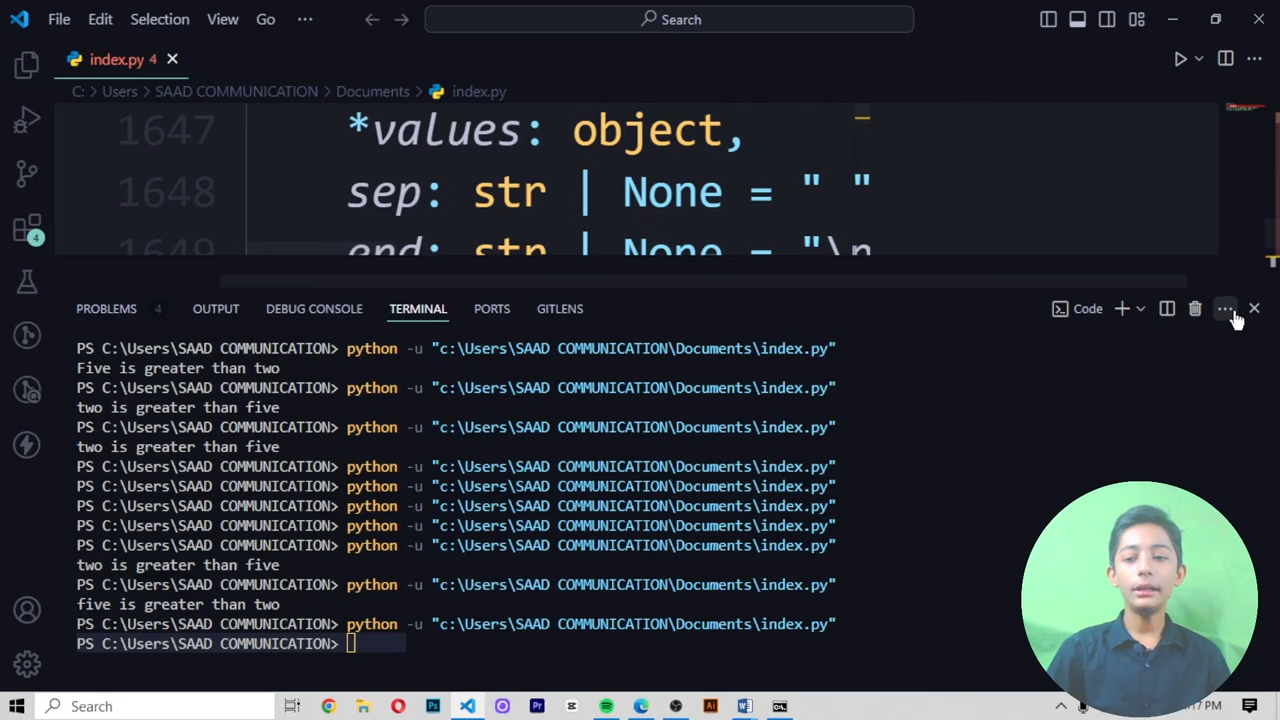 File Edit Selection View Go ··· Search
index.py 4
C: > Users > SAAD COMMUNICATION > Documents > index.py
1647 *values: object,
1648 sep: str | None = " "
1649 end: str | None = "\n
4
PROBLEMS 4 OUTPUT DEBUG CONSOLE TERMINAL PORTS GITLENS Code
PS C:\Users\SAAD COMMUNICATION> python -u "c:\Users\SAAD COMMUNICATION\Documents\index.py"
Five is greater than two
PS C:\Users\SAAD COMMUNICATION> python -u "c:\Users\SAAD COMMUNICATION\Documents\index.py"
two is greater than five
PS C:\Users\SAAD COMMUNICATION> python -u "c:\Users\SAAD COMMUNICATION\Documents\index.py"
two is greater than five
PS C:\Users\SAAD COMMUNICATION> python -u "c:\Users\SAAD COMMUNICATION\Documents\index.py"
PS C:\Users\SAAD COMMUNICATION> python -u "c:\Users\SAAD COMMUNICATION\Documents\index.py"
PS C:\Users\SAAD COMMUNICATION> python -u "c:\Users\SAAD COMMUNICATION\Documents\index.py"
PS C:\Users\SAAD COMMUNICATION> python -u "c:\Users\SAAD COMMUNICATION\Documents\index.py"
PS C:\Users\SAAD COMMUNICATION> python -u "c:\Users\SAAD COMMUNICATION\Documents\index.py"
two is greater than five
PS C:\Users\SAAD COMMUNICATION> python -u "c:\Users\SAAD COMMUNICATION\Documents\index.py"
five is greater than two
PS C:\Users\SAAD COMMUNICATION> python -u "c:\Users\SAAD COMMUNICATION\Documents\index.py"
PS C:\Users\SAAD COMMUNICATION>
Search Ps Pr Ai PM